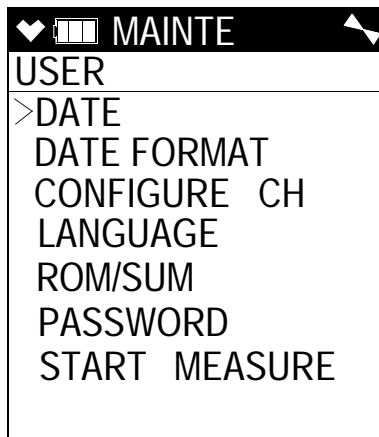 MAINTE
USER
>DATE
DATE FORMAT
CONFIGURE CH
LANGUAGE
ROM/SUM
PASSWORD
START MEASURE